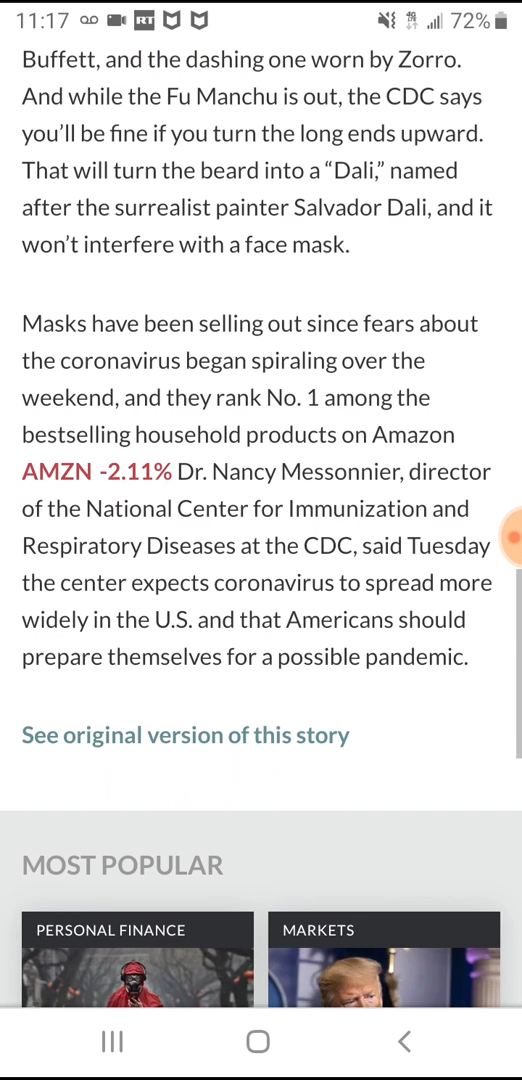 11:17 RT 4G 72%
Buffett, and the dashing one worn by Zorro.
And while the Fu Manchu is out, the CDC says
you’ll be fine if you turn the long ends upward.
That will turn the beard into a “Dali,” named
after the surrealist painter Salvador Dali, and it
won’t interfere with a face mask.
Masks have been selling out since fears about
the coronavirus began spiraling over the
weekend, and they rank No. 1 among the
bestselling household products on Amazon
AMZN -2.11% Dr. Nancy Messonnier, director
of the National Center for Immunization and
Respiratory Diseases at the CDC, said Tuesday
the center expects coronavirus to spread more
widely in the U.S. and that Americans should
prepare themselves for a possible pandemic.
See original version of this story
MOST POPULAR
PERSONAL FINANCE
MARKETS